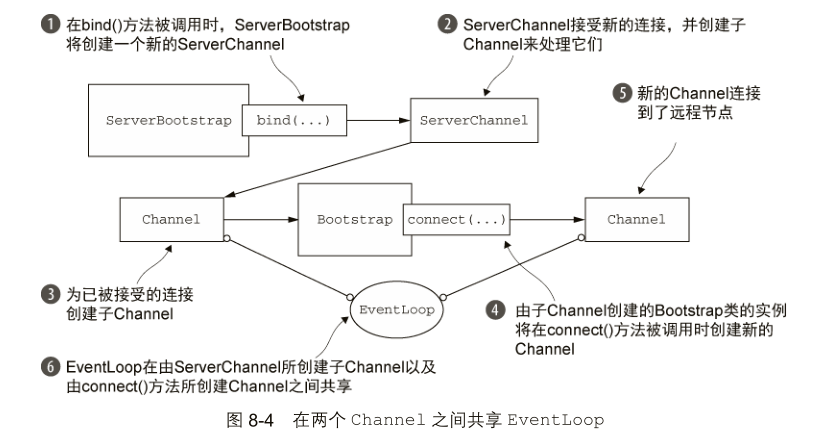 1 在bind()方法被调用时，ServerBootstrap
将创建一个新的ServerChannel
2 ServerChannel接受新的连接，并创建子
Channel来处理它们
5 新的Channel连接
到了远程节点
ServerBootstrap
bind(...)
ServerChannel
Channel
Bootstrap
connect(...)
Channel
EventLoop
3 为已被接受的连接
创建子Channel
4 由子Channel创建的Bootstrap类的实例
将在connect()方法被调用时创建新的
Channel
6 EventLoop在由ServerChannel所创建子Channel以及
由connect()方法所创建Channel之间共享
图 8-4 在两个 Channel 之间共享 EventLoop